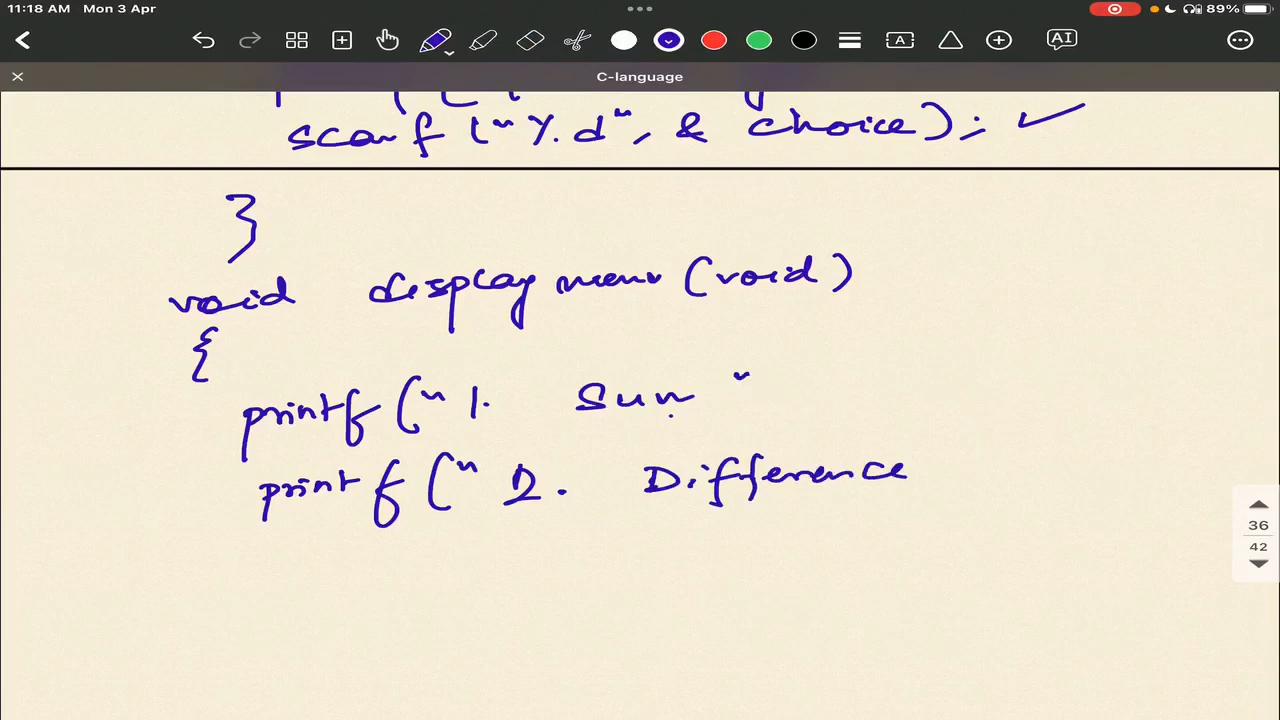 11:18 AM Mon 3 Apr
89%
A
AI
C-language
scanf ("%d", & choice); ✓
}
void displaymenu (void)
{
printf (" 1. Sum "
printf (" 2. Difference
36
42